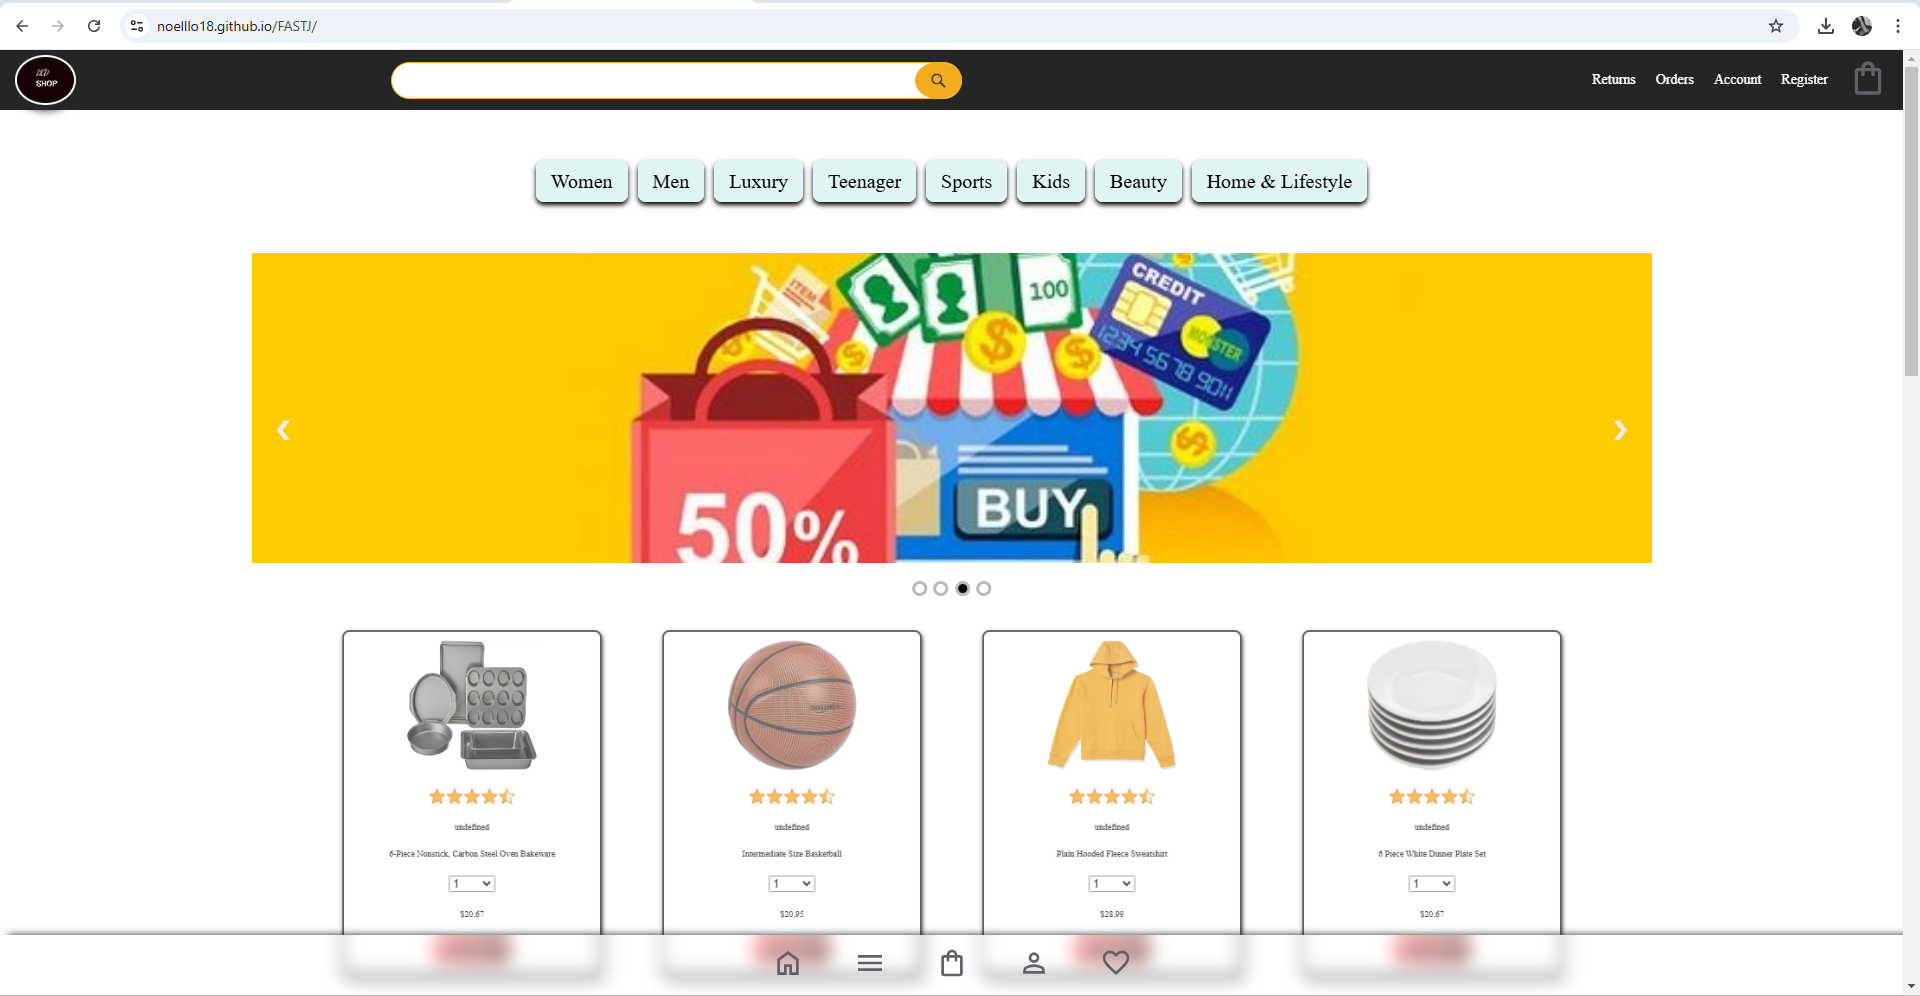 noelllo18.github.io/FASTJ/
SHOP
Returns Orders Account Register
Women Men Luxury Teenager Sports Kids Beauty Home & Lifestyle
ITEM
100
CREDIT
MONSTER
1234 5678 9011
50%
BUY
undefined undefined undefined undefined
6-Piece Nonstick, Carbon Steel Oven Bakeware Intermediate Size Basketball Plain Hooded Fleece Sweatshirt 6 Piece White Dinner Plate Set
1 1 1 1
$20.67 $20.95 $28.99 $20.67